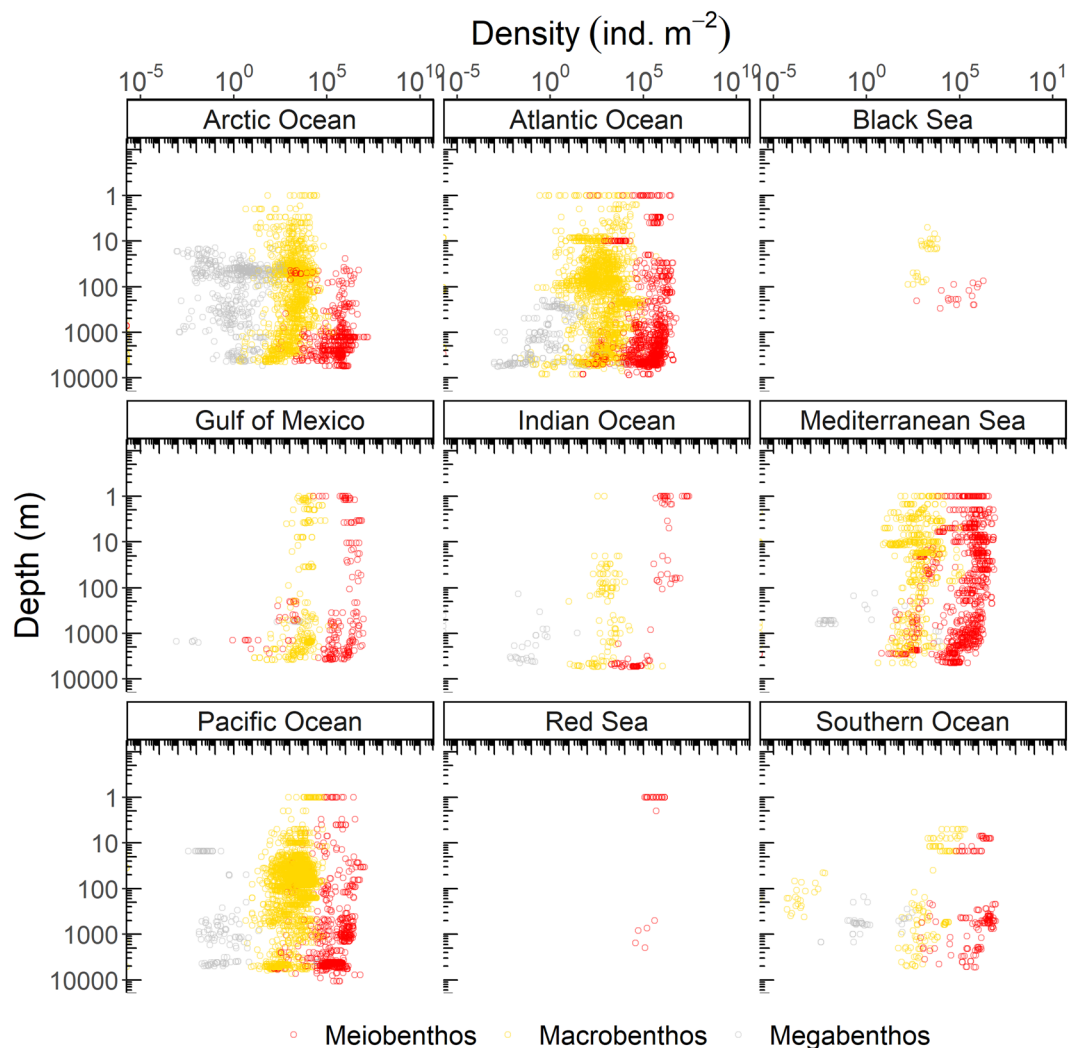 Density (ind. m⁻²)
10⁻⁵ 10⁰ 10⁵ 10¹⁰ 10⁻⁵ 10⁰ 10⁵ 10¹⁰ 10⁻⁵ 10⁰ 10⁵ 10¹
Arctic Ocean Atlantic Ocean Black Sea
1
10
100
1000
10000
Gulf of Mexico Indian Ocean Mediterranean Sea
Depth (m)
1
10
100
1000
10000
Pacific Ocean Red Sea Southern Ocean
1
10
100
1000
10000
Meiobenthos Macrobenthos Megabenthos